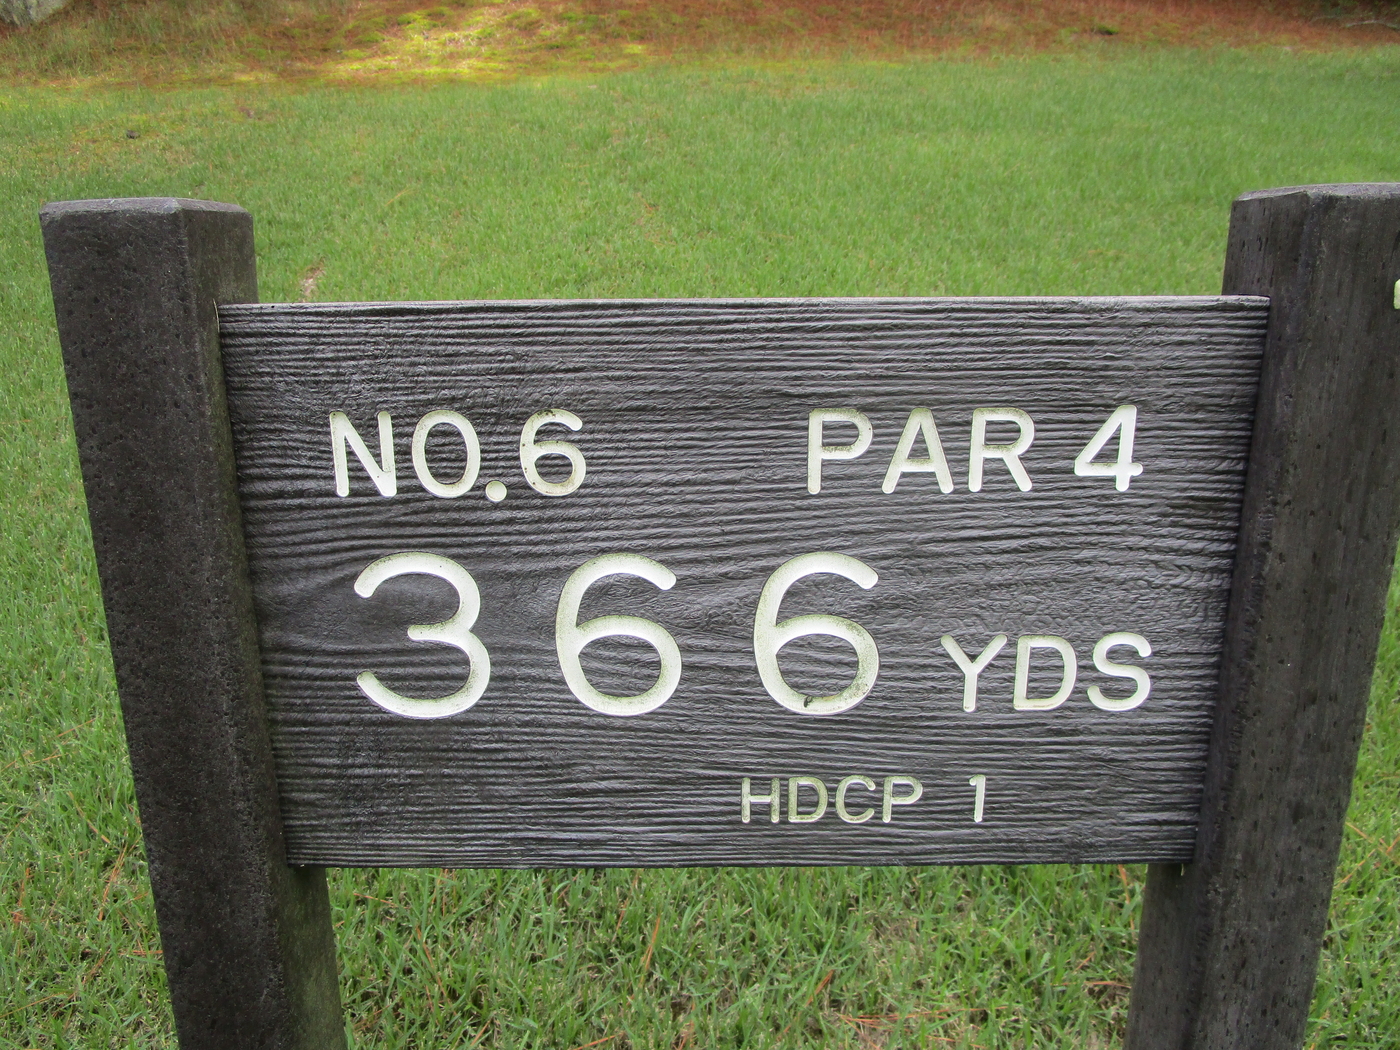 NO.6 PAR 4
366 YDS
HDCP 1